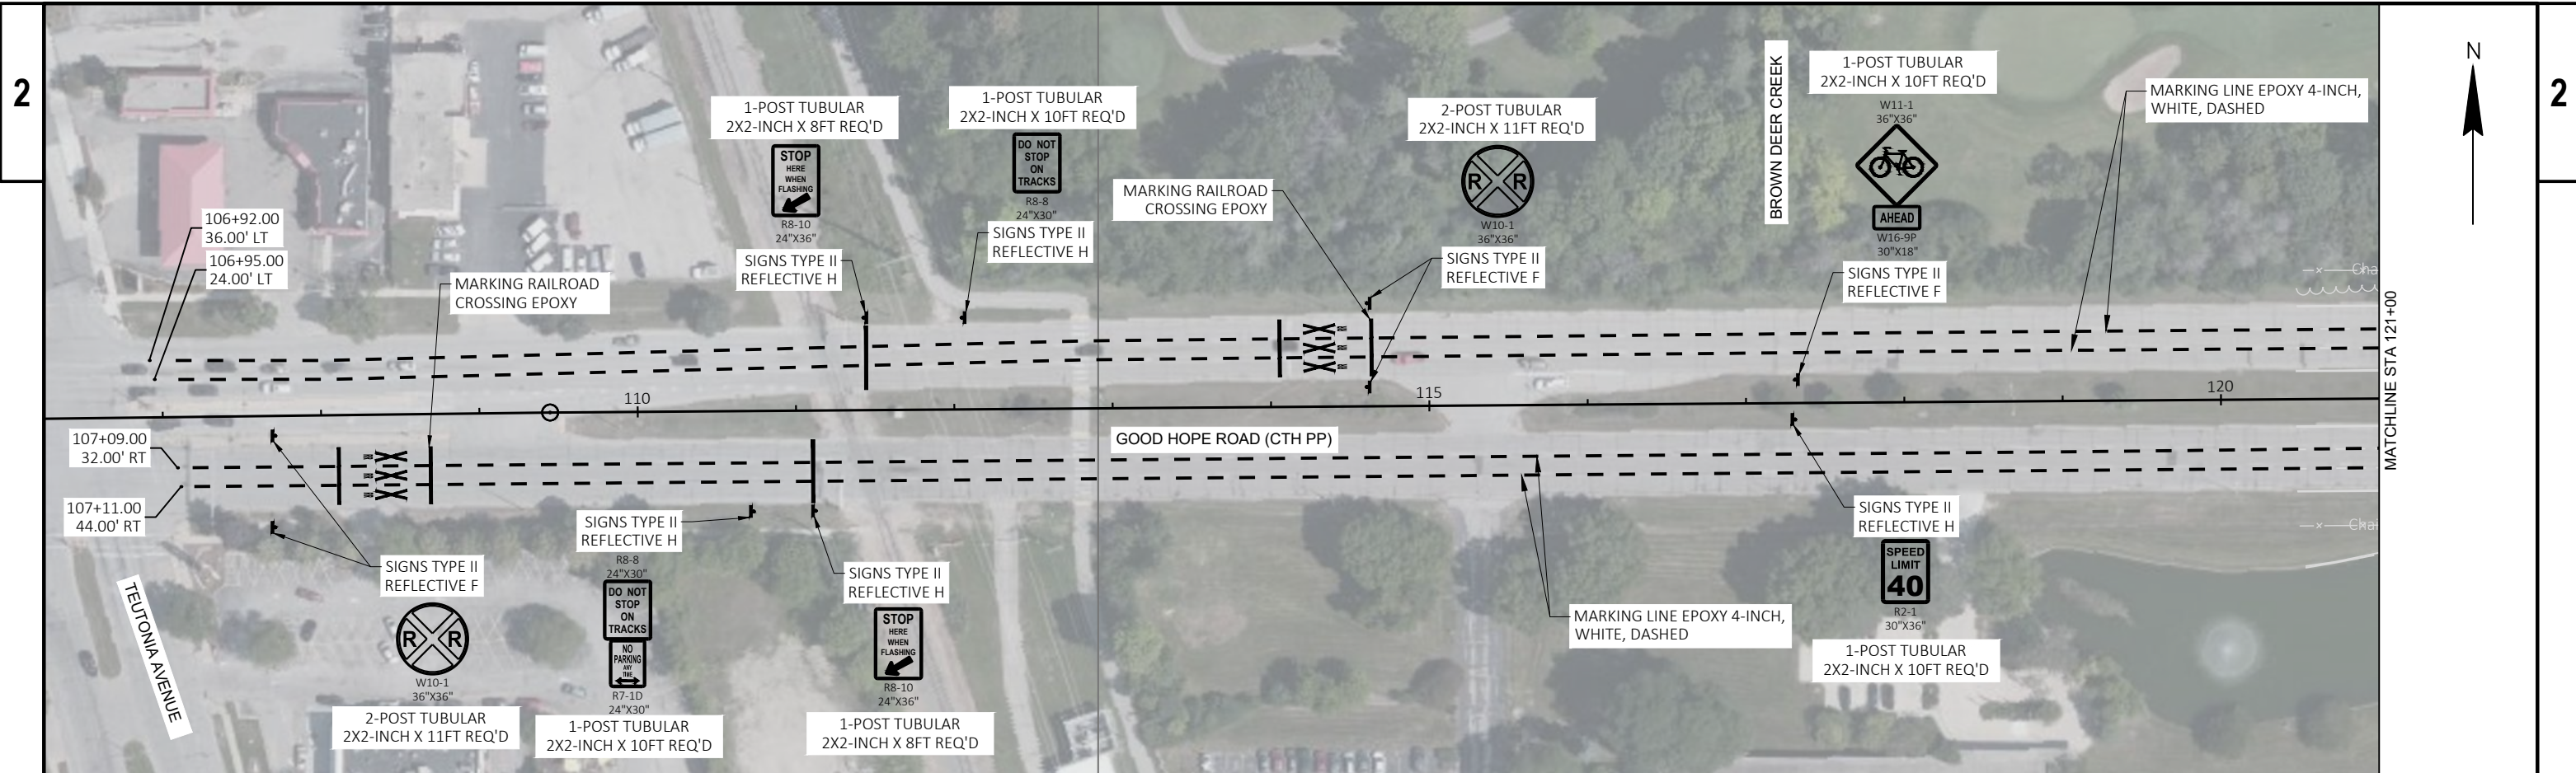 2
106+92.00
36.00' LT
106+95.00
24.00' LT
MARKING RAILROAD
CROSSING EPOXY
1-POST TUBULAR
2X2-INCH X 8FT REQ'D
STOP
HERE
WHEN
FLASHING
R8-10
24"X36"
SIGNS TYPE II
REFLECTIVE H
1-POST TUBULAR
2X2-INCH X 10FT REQ'D
DO NOT
STOP
ON
TRACKS
R8-8
24"X30"
SIGNS TYPE II
REFLECTIVE H
MARKING RAILROAD
CROSSING EPOXY
2-POST TUBULAR
2X2-INCH X 11FT REQ'D
R R
W10-1
36"X36"
SIGNS TYPE II
REFLECTIVE F
BROWN DEER CREEK
1-POST TUBULAR
2X2-INCH X 10FT REQ'D
W11-1
36"X36"
AHEAD
W16-9P
30"X18"
SIGNS TYPE II
REFLECTIVE F
MARKING LINE EPOXY 4-INCH,
WHITE, DASHED
N
2
Cha
MATCHLINE STA 121+00
110
115
120
GOOD HOPE ROAD (CTH PP)
107+09.00
32.00' RT
107+11.00
44.00' RT
TEUTONIA AVENUE
SIGNS TYPE II
REFLECTIVE F
R R
W10-1
36"X36"
2-POST TUBULAR
2X2-INCH X 11FT REQ'D
SIGNS TYPE II
REFLECTIVE H
R8-8
24"X30"
DO NOT
STOP
ON
TRACKS
NO
PARKING
ANY
TIME
R7-1D
24"X30"
1-POST TUBULAR
2X2-INCH X 10FT REQ'D
SIGNS TYPE II
REFLECTIVE H
STOP
HERE
WHEN
FLASHING
R8-10
24"X36"
1-POST TUBULAR
2X2-INCH X 8FT REQ'D
MARKING LINE EPOXY 4-INCH,
WHITE, DASHED
SIGNS TYPE II
REFLECTIVE H
SPEED
LIMIT
40
R2-1
30"X36"
1-POST TUBULAR
2X2-INCH X 10FT REQ'D
Chai